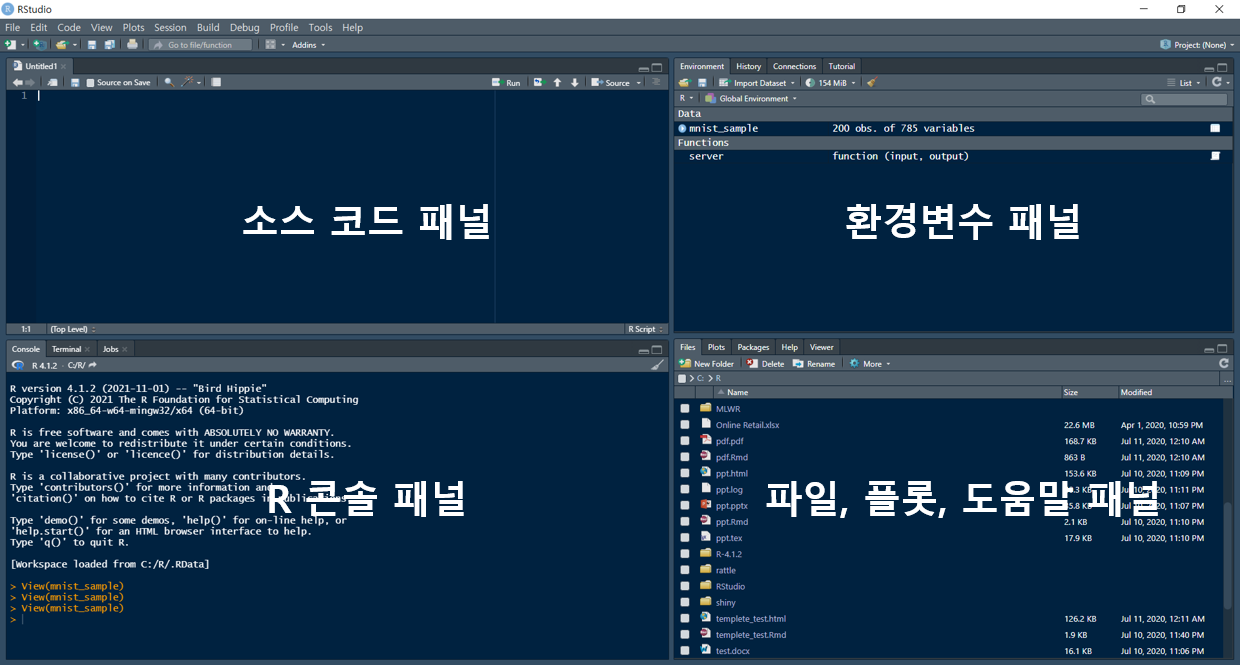 RStudio
File Edit Code View Plots Session Build Debug Profile Tools Help
Go to file/function Addins Project: (None)
Untitled1
Source on Save Run Source
1
소스 코드 패널
1:1 (Top Level) R Script
Environment History Connections Tutorial
Import Dataset 154 MiB List
R Global Environment
Data
mnist_sample 200 obs. of 785 variables
Functions
server function (input, output)
환경변수 패널
Console Terminal Jobs
R 4.1.2 · C:/R/
R version 4.1.2 (2021-11-01) -- "Bird Hippie"
Copyright (C) 2021 The R Foundation for Statistical Computing
Platform: x86_64-w64-mingw32/x64 (64-bit)
R is free software and comes with ABSOLUTELY NO WARRANTY.
You are welcome to redistribute it under certain conditions.
Type 'license()' or 'licence()' for distribution details.
R is a collaborative project with many contributors.
Type 'contributors()' for more information and
'citation()' on how to cite R or R packages in publications.
R 콘솔 패널
Type 'demo()' for some demos, 'help()' for on-line help, or
'help.start()' for an HTML browser interface to help.
Type 'q()' to quit R.
[Workspace loaded from C:/R/.RData]
> View(mnist_sample)
> View(mnist_sample)
> View(mnist_sample)
>
Files Plots Packages Help Viewer
New Folder Delete Rename More
C: R ...
Name Size Modified
MLWR
Online Retail.xlsx 22.6 MB Apr 1, 2020, 10:59 PM
pdf.pdf 168.7 KB Jul 11, 2020, 12:10 AM
pdf.Rmd 863 B Jul 11, 2020, 12:10 AM
ppt.html 153.6 KB Jul 10, 2020, 11:09 PM
ppt.log Jul 10, 2020, 11:11 PM
파일, 플롯, 도움말 패널
ppt.pptx Jul 10, 2020, 11:07 PM
ppt.Rmd 2.1 KB Jul 10, 2020, 11:10 PM
ppt.tex 17.9 KB Jul 10, 2020, 11:10 PM
R-4.1.2
rattle
RStudio
shiny
templete_test.html 126.2 KB Jul 11, 2020, 12:11 AM
templete_test.Rmd 1.9 KB Jul 10, 2020, 11:40 PM
test.docx 16.1 KB Jul 10, 2020, 11:06 PM